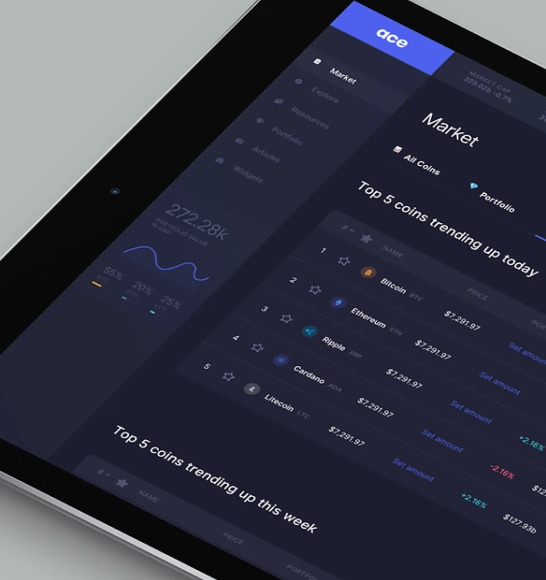 ace
MARKET CAP
329.02b -0.7%
Market
Explore
Resources
Portfolio
Articles
Widgets
272.28k
PORTFOLIO VALUE
IN USD
55% 20% 25%
Market
All Coins Portfolio
Top 5 coins trending up today
# NAME PRICE
1 Bitcoin BTC $7,291.97 Set amount
2 Ethereum ETH $7,291.97 Set amount
3 Ripple XRP $7,291.97 Set amount +2.16%
4 Cardano ADA $7,291.97 Set amount -2.16%
5 Litecoin LTC $7,291.97 Set amount +2.16% $127.93b
Top 5 coins trending up this week
# NAME PRICE